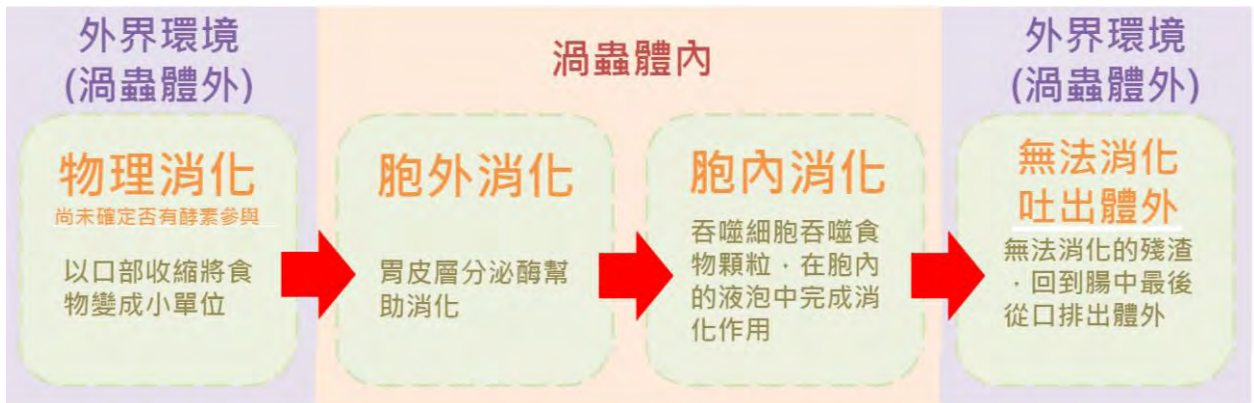 外界環境
(渦蟲體外)
物理消化
尚未確定否有酵素參與
以口部收縮將食
物變成小單位
渦蟲體內
胞外消化
胃皮層分泌酶幫
助消化
胞內消化
吞噬細胞吞噬食
物顆粒，在胞內
的液泡中完成消
化作用
外界環境
(渦蟲體外)
無法消化
吐出體外
無法消化的殘渣
，回到腸中最後
從口排出體外